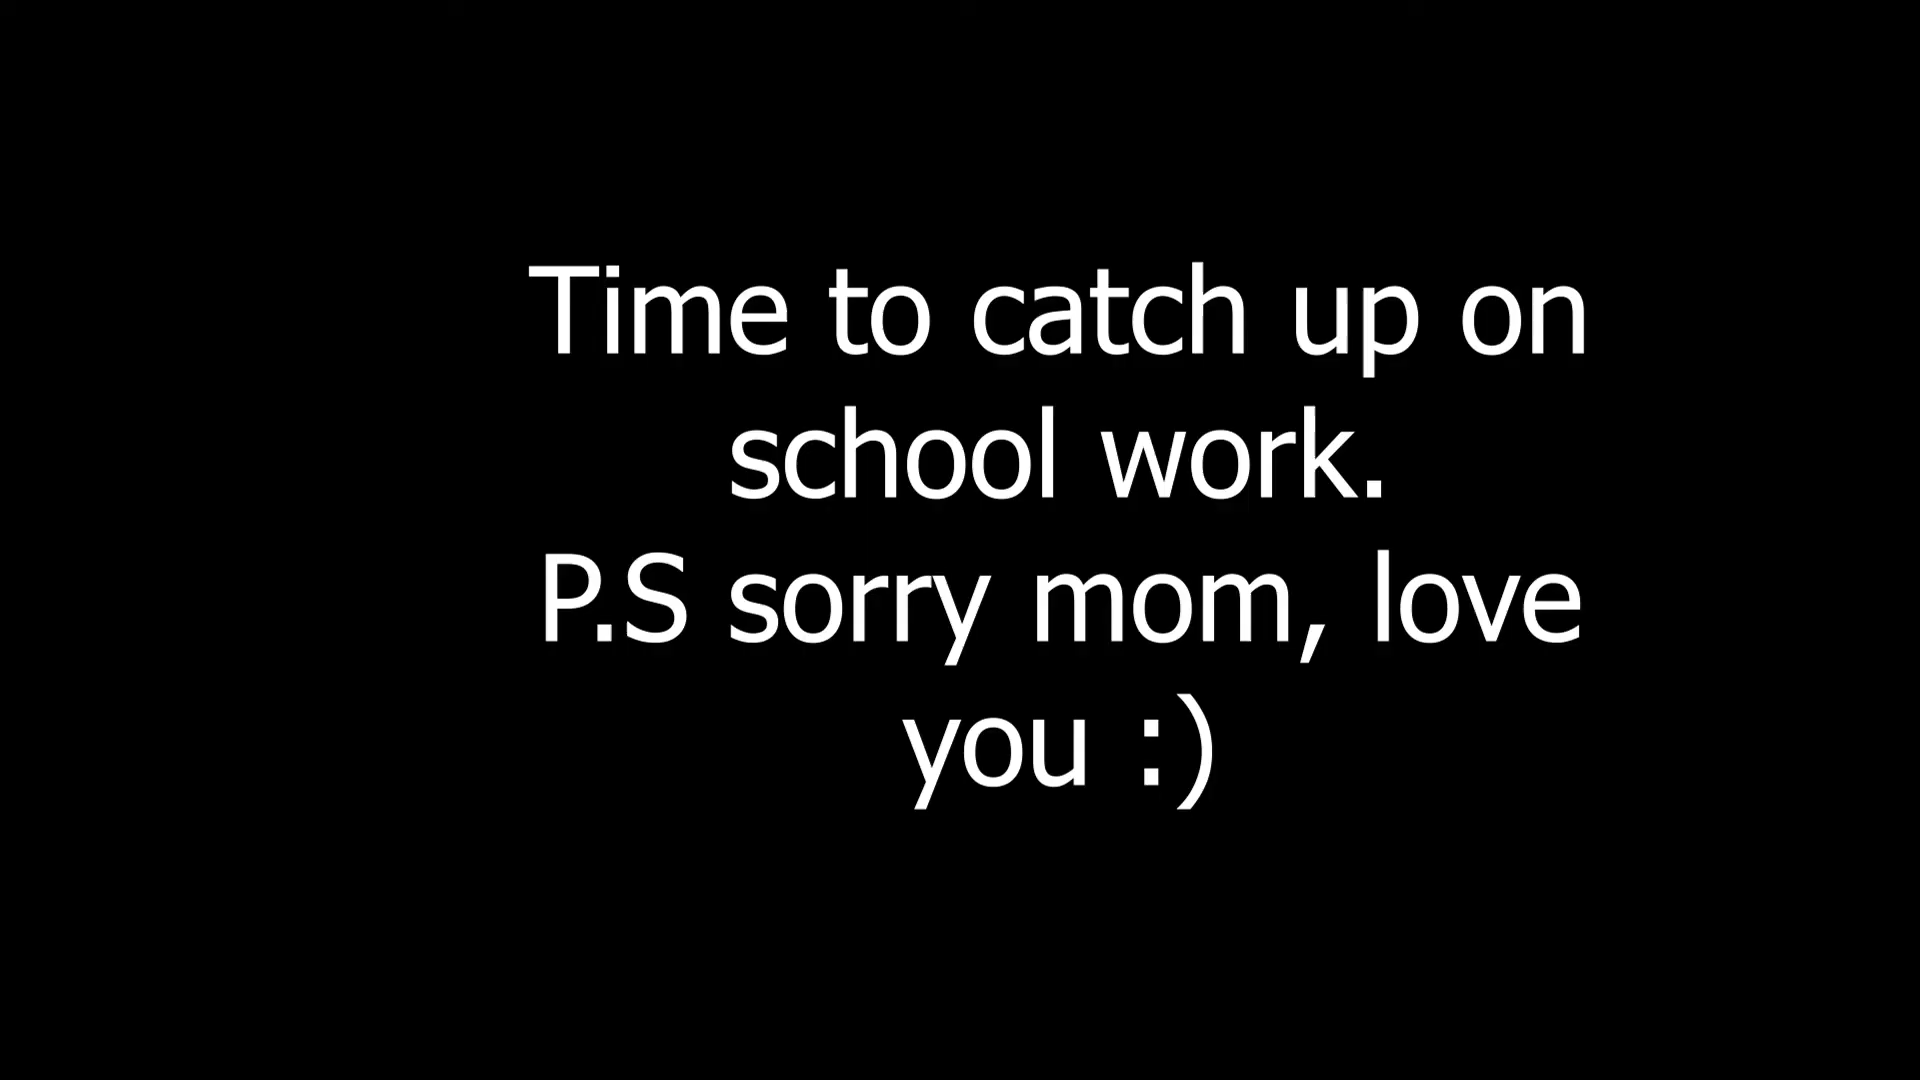 Time to catch up on
school work.
P.S sorry mom, love
you :)